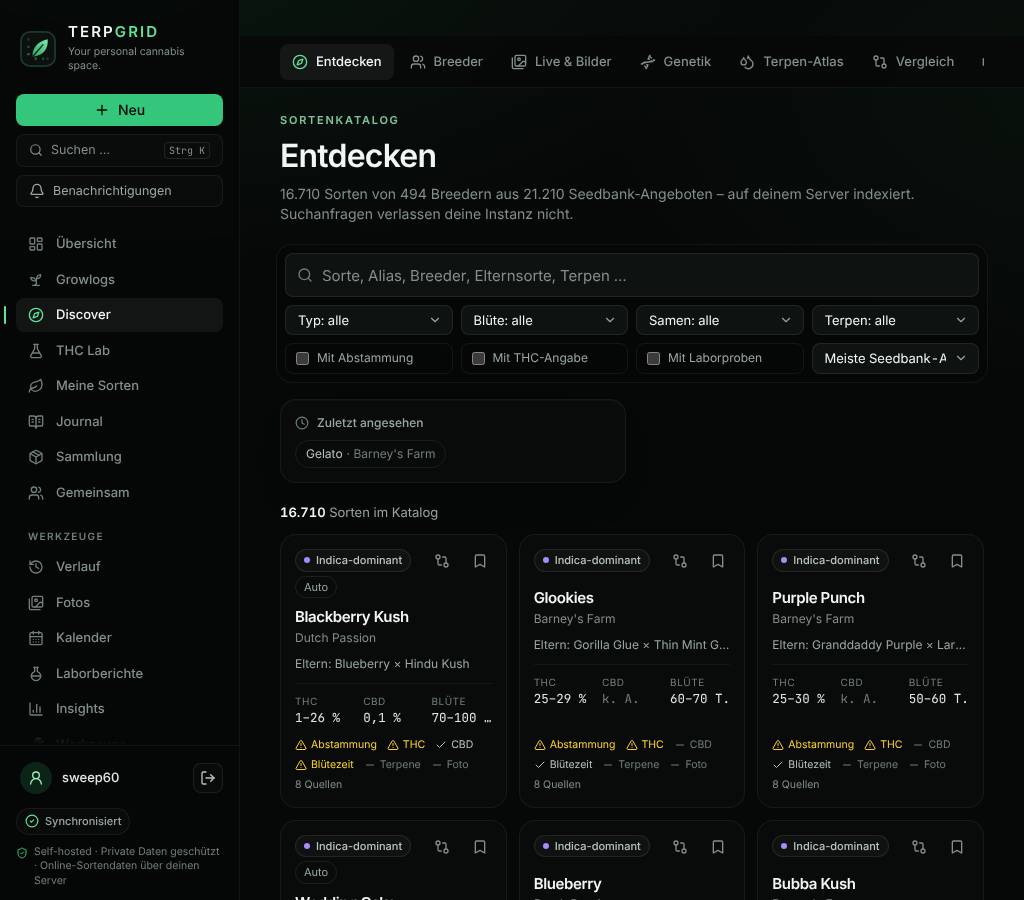 TERPGRID
Your personal cannabis
space.
Neu
Suchen ...
Strg K
Benachrichtigungen
Übersicht
Growlogs
Discover
THC Lab
Meine Sorten
Journal
Sammlung
Gemeinsam
WERKZEUGE
Verlauf
Fotos
Kalender
Laborberichte
Insights
sweep60
Synchronisiert
Self-hosted · Private Daten geschützt
· Online-Sortendaten über deinen
Server
Entdecken
Breeder
Live & Bilder
Genetik
Terpen-Atlas
Vergleich
SORTENKATALOG
Entdecken
16.710 Sorten von 494 Breedern aus 21.210 Seedbank-Angeboten – auf deinem Server indexiert.
Suchanfragen verlassen deine Instanz nicht.
Sorte, Alias, Breeder, Elternsorte, Terpen ...
Typ: alle
Blüte: alle
Samen: alle
Terpen: alle
Mit Abstammung
Mit THC-Angabe
Mit Laborproben
Meiste Seedbank-A
Zuletzt angesehen
Gelato · Barney's Farm
16.710 Sorten im Katalog
Indica-dominant
Auto
Blackberry Kush
Dutch Passion
Eltern: Blueberry × Hindu Kush
THC CBD BLÜTE
1–26 % 0,1 % 70–100 …
Abstammung THC CBD
Blütezeit — Terpene — Foto
8 Quellen
Indica-dominant
Glookies
Barney's Farm
Eltern: Gorilla Glue × Thin Mint G...
THC CBD BLÜTE
25–29 % k. A. 60–70 T.
Abstammung THC — CBD
Blütezeit — Terpene — Foto
8 Quellen
Indica-dominant
Purple Punch
Barney's Farm
Eltern: Granddaddy Purple × Lar...
THC CBD BLÜTE
25–30 % k. A. 50–60 T.
Abstammung THC — CBD
Blütezeit — Terpene — Foto
8 Quellen
Indica-dominant
Auto
Indica-dominant
Blueberry
Indica-dominant
Bubba Kush